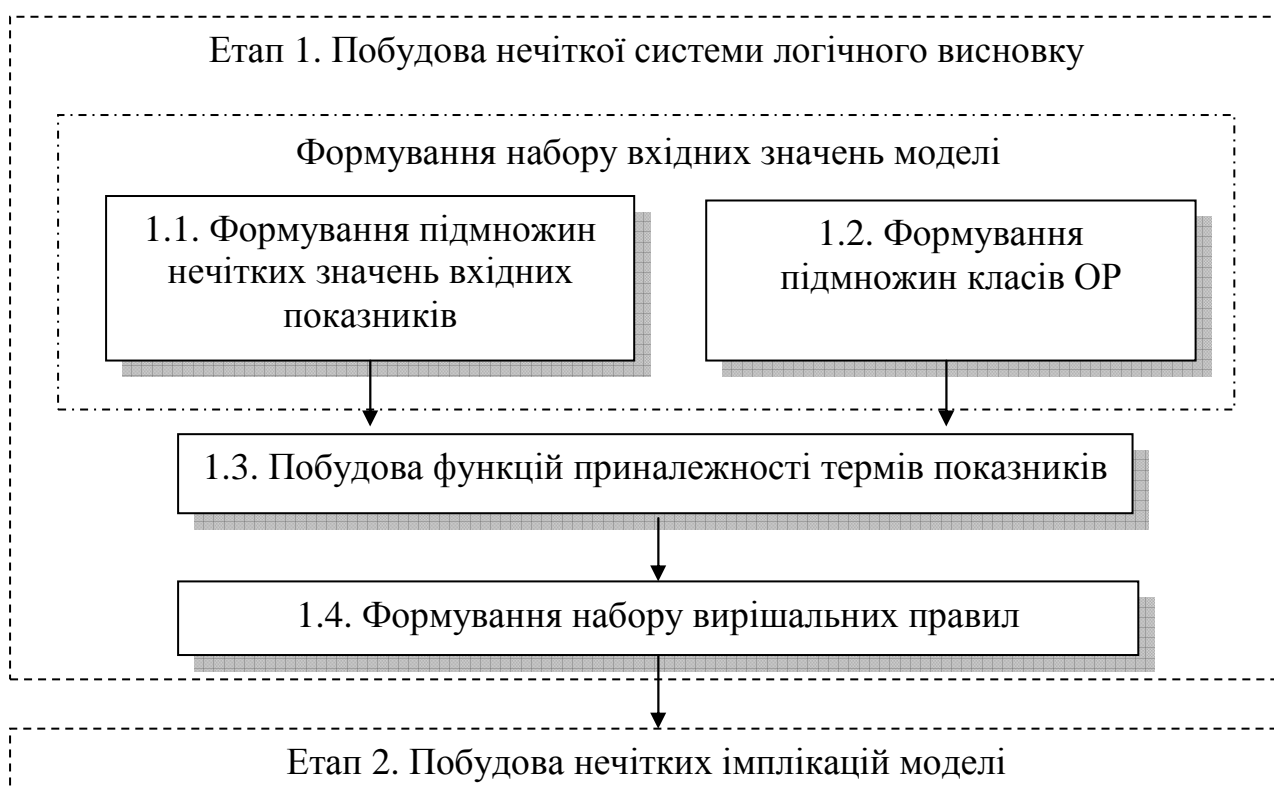 Етап 1. Побудова нечіткої системи логічного висновку
Формування набору вхідних значень моделі
1.1. Формування підмножин
нечітких значень вхідних
показників
1.2. Формування
підмножин класів ОР
1.3. Побудова функцій приналежності термів показників
1.4. Формування набору вирішальних правил
Етап 2. Побудова нечітких імплікацій моделі